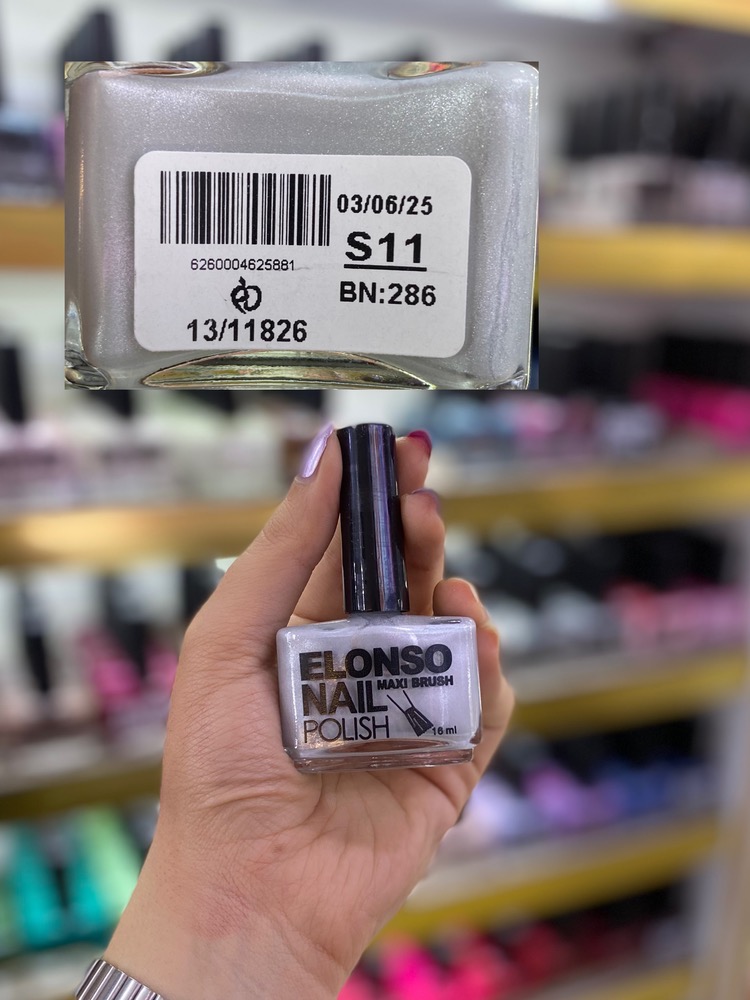 03/06/25
S11
6260004625881
BN:286
13/11826
ELONSO
NAIL MAXI BRUSH
POLISH
16 ml